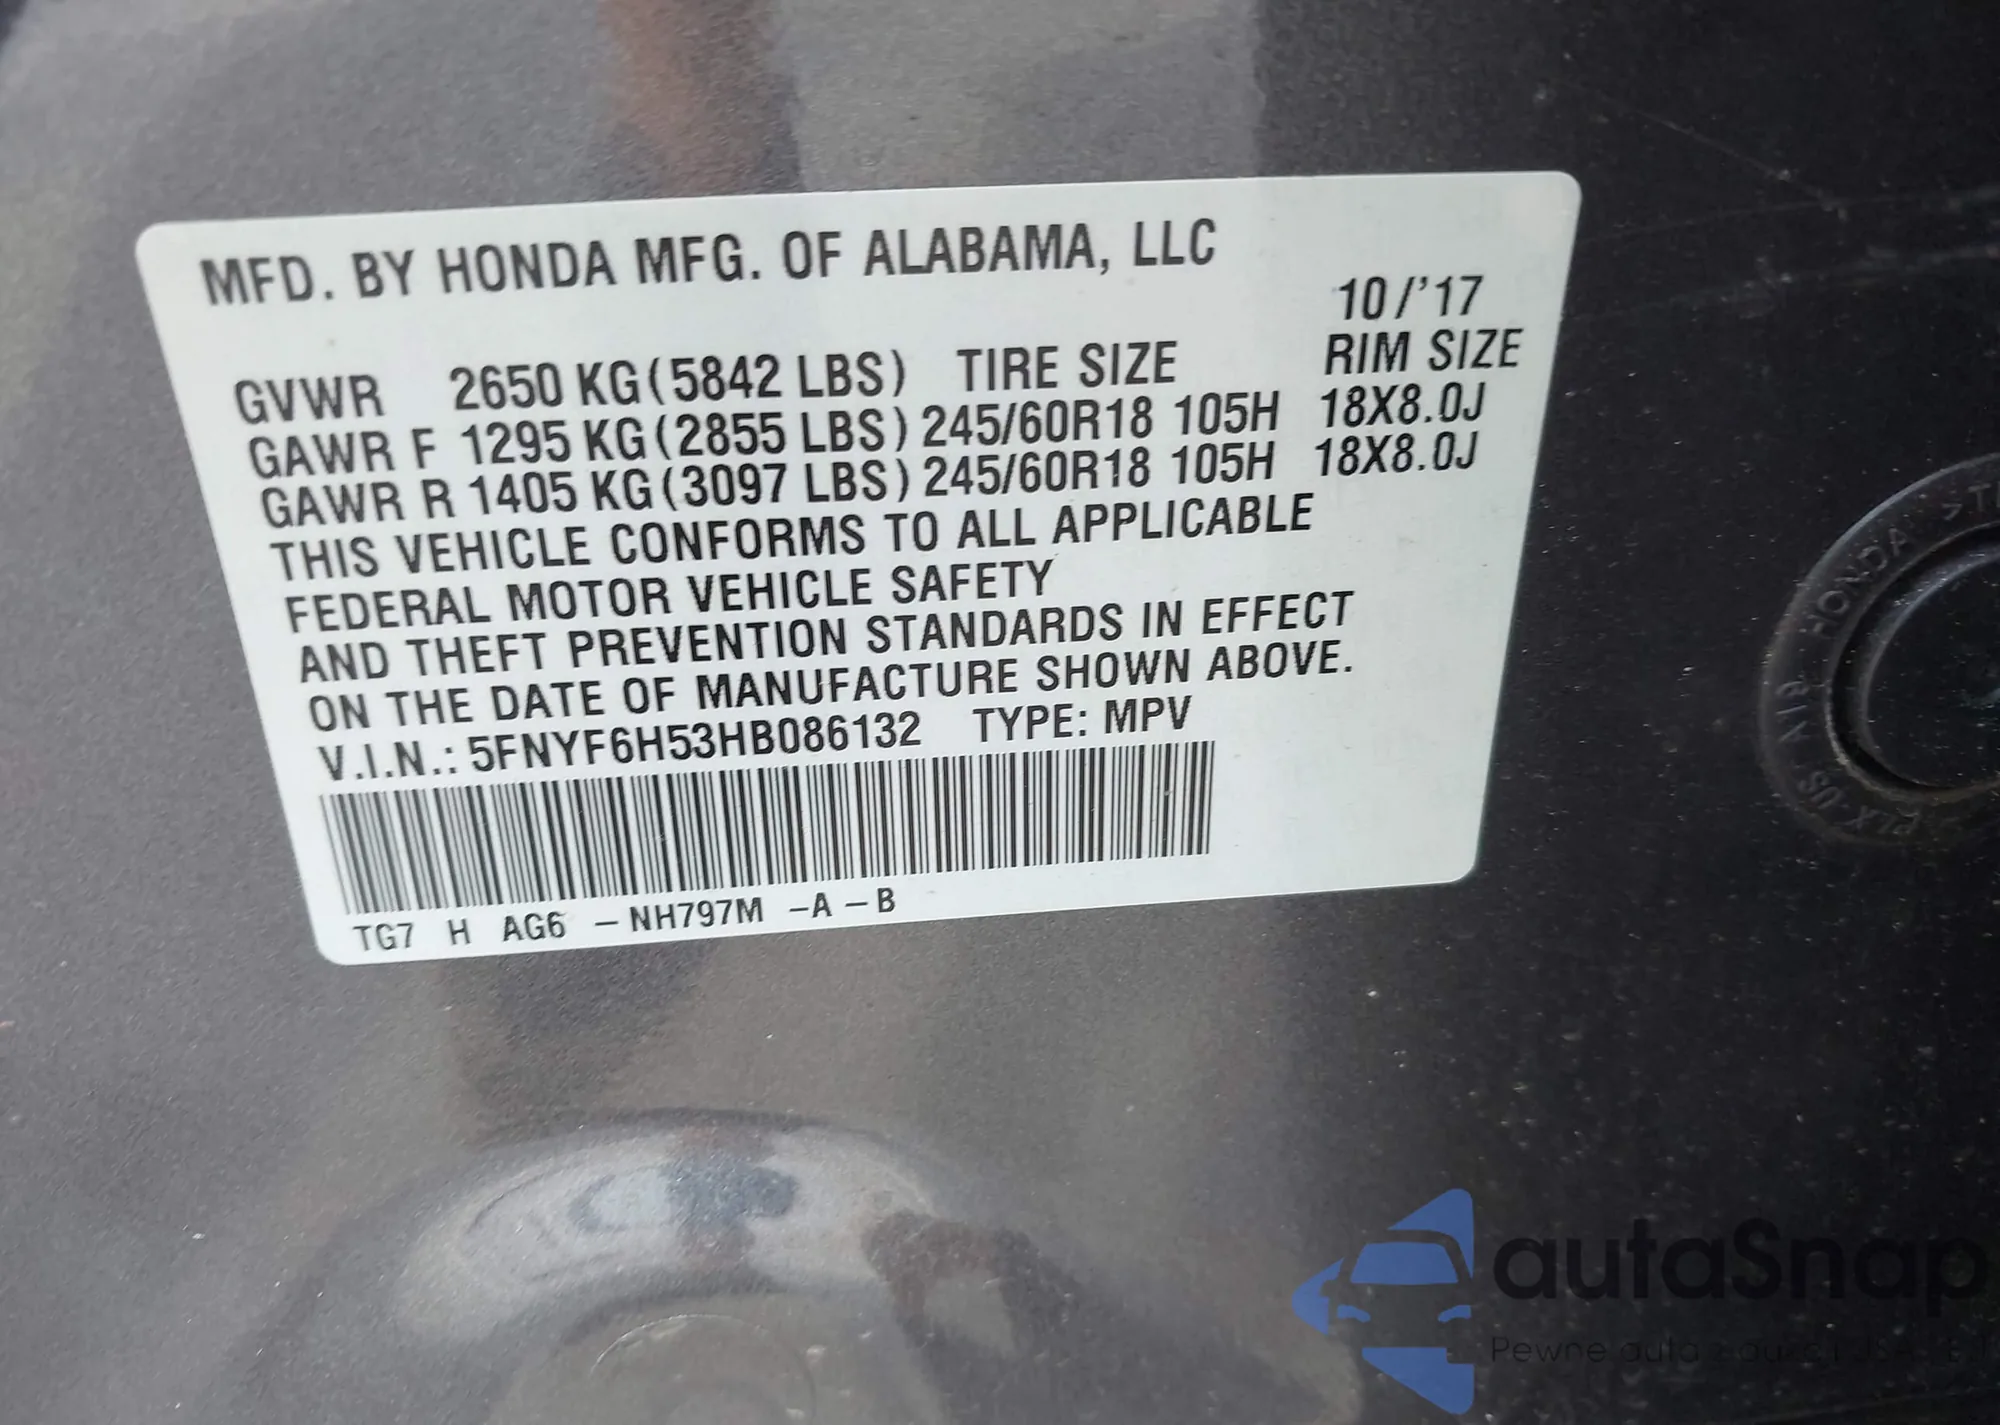 MFD. BY HONDA MFG. OF ALABAMA, LLC
10/'17
GVWR 2650 KG(5842 LBS) TIRE SIZE RIM SIZE
GAWR F 1295 KG(2855 LBS) 245/60R18 105H 18X8.0J
GAWR R 1405 KG(3097 LBS) 245/60R18 105H 18X8.0J
THIS VEHICLE CONFORMS TO ALL APPLICABLE
FEDERAL MOTOR VEHICLE SAFETY
AND THEFT PREVENTION STANDARDS IN EFFECT
ON THE DATE OF MANUFACTURE SHOWN ABOVE.
V.I.N.: 5FNYF6H53HB086132 TYPE: MPV
TG7 H AG6 – NH797M –A – B
HONDA
autaSnap
Pewne auta z